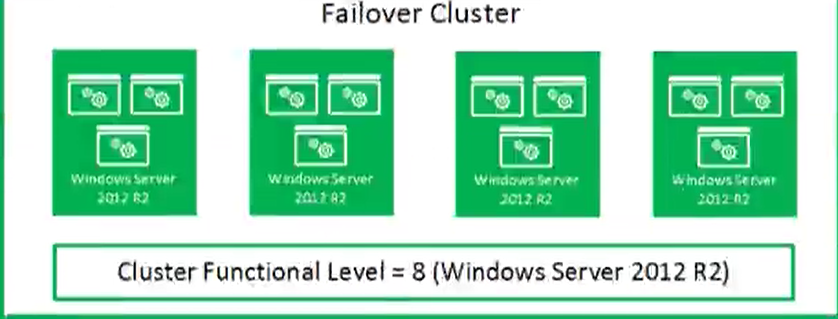 Failover Cluster
Windows Server
2012 R2
Windows Server
2012 R2
Windows Server
2012 R2
Windows Server
2012 R2
Cluster Functional Level = 8 (Windows Server 2012 R2)